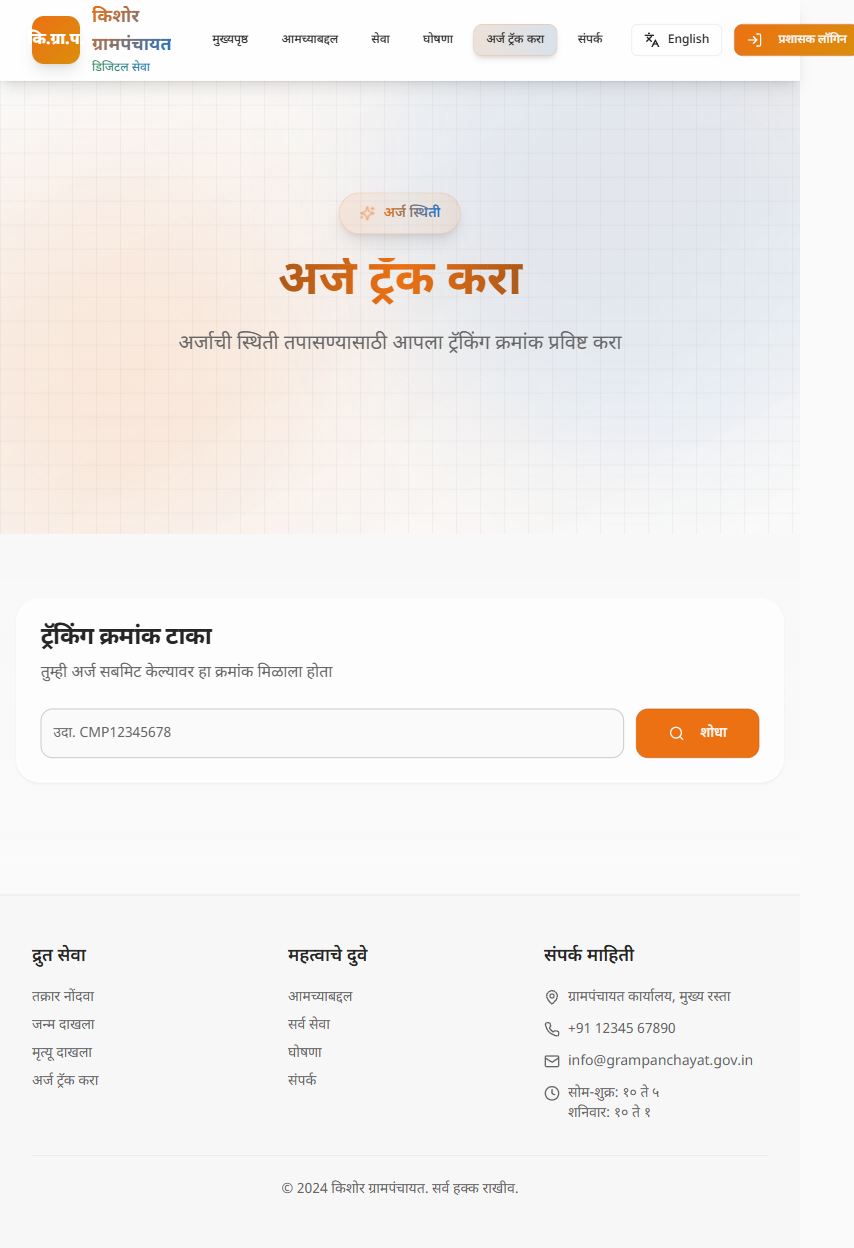 कि.ग्रा.प
किशोर
ग्रामपंचायत
डिजिटल सेवा
मुख्यपृष्ठ
आमच्याबद्दल
सेवा
घोषणा
अर्ज ट्रॅक करा
संपर्क
English
प्रशासक लॉगिन
अर्ज स्थिती
अर्ज ट्रॅक करा
अर्जाची स्थिती तपासण्यासाठी आपला ट्रॅकिंग क्रमांक प्रविष्ट करा
ट्रॅकिंग क्रमांक टाका
तुम्ही अर्ज सबमिट केल्यावर हा क्रमांक मिळाला होता
उदा. CMP12345678
शोधा
द्रुत सेवा
तक्रार नोंदवा
जन्म दाखला
मृत्यू दाखला
अर्ज ट्रॅक करा
महत्वाचे दुवे
आमच्याबद्दल
सर्व सेवा
घोषणा
संपर्क
संपर्क माहिती
ग्रामपंचायत कार्यालय, मुख्य रस्ता
+91 12345 67890
info@grampanchayat.gov.in
सोम-शुक्र: १० ते ५
शनिवार: १० ते १
© 2024 किशोर ग्रामपंचायत. सर्व हक्क राखीव.